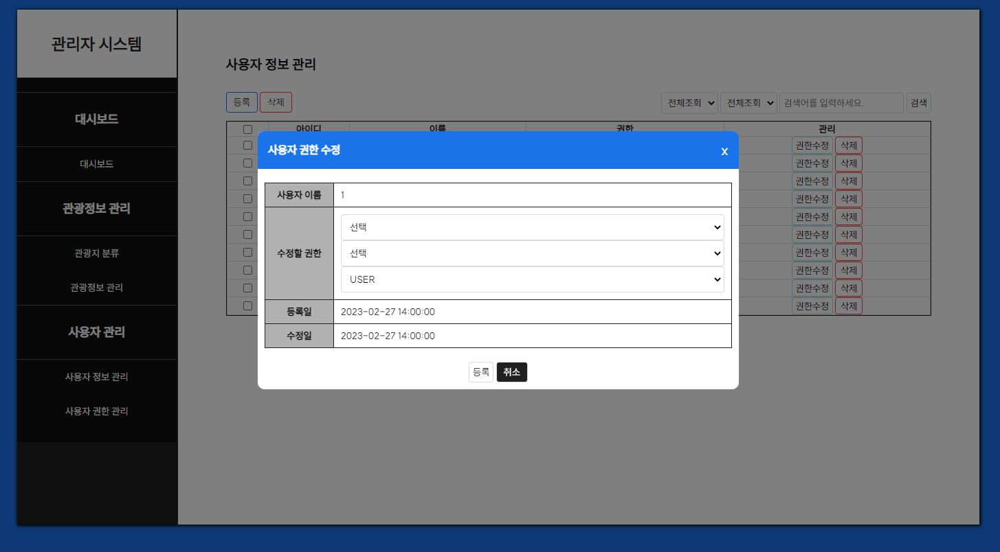 관리자 시스템
대시보드
대시보드
관광정보 관리
관광지 분류
관광정보 관리
사용자 관리
사용자 정보 관리
사용자 권한 관리
사용자 정보 관리
등록 삭제 전체조회 전체조회 검색어를 입력하세요. 검색
아이디 이름 권한 관리
권한수정 삭제
권한수정 삭제
권한수정 삭제
권한수정 삭제
권한수정 삭제
권한수정 삭제
권한수정 삭제
권한수정 삭제
권한수정 삭제
권한수정 삭제
사용자 권한 수정 X
사용자 이름 1
수정할 권한
선택
선택
USER
등록일 2023-02-27 14:00:00
수정일 2023-02-27 14:00:00
등록 취소